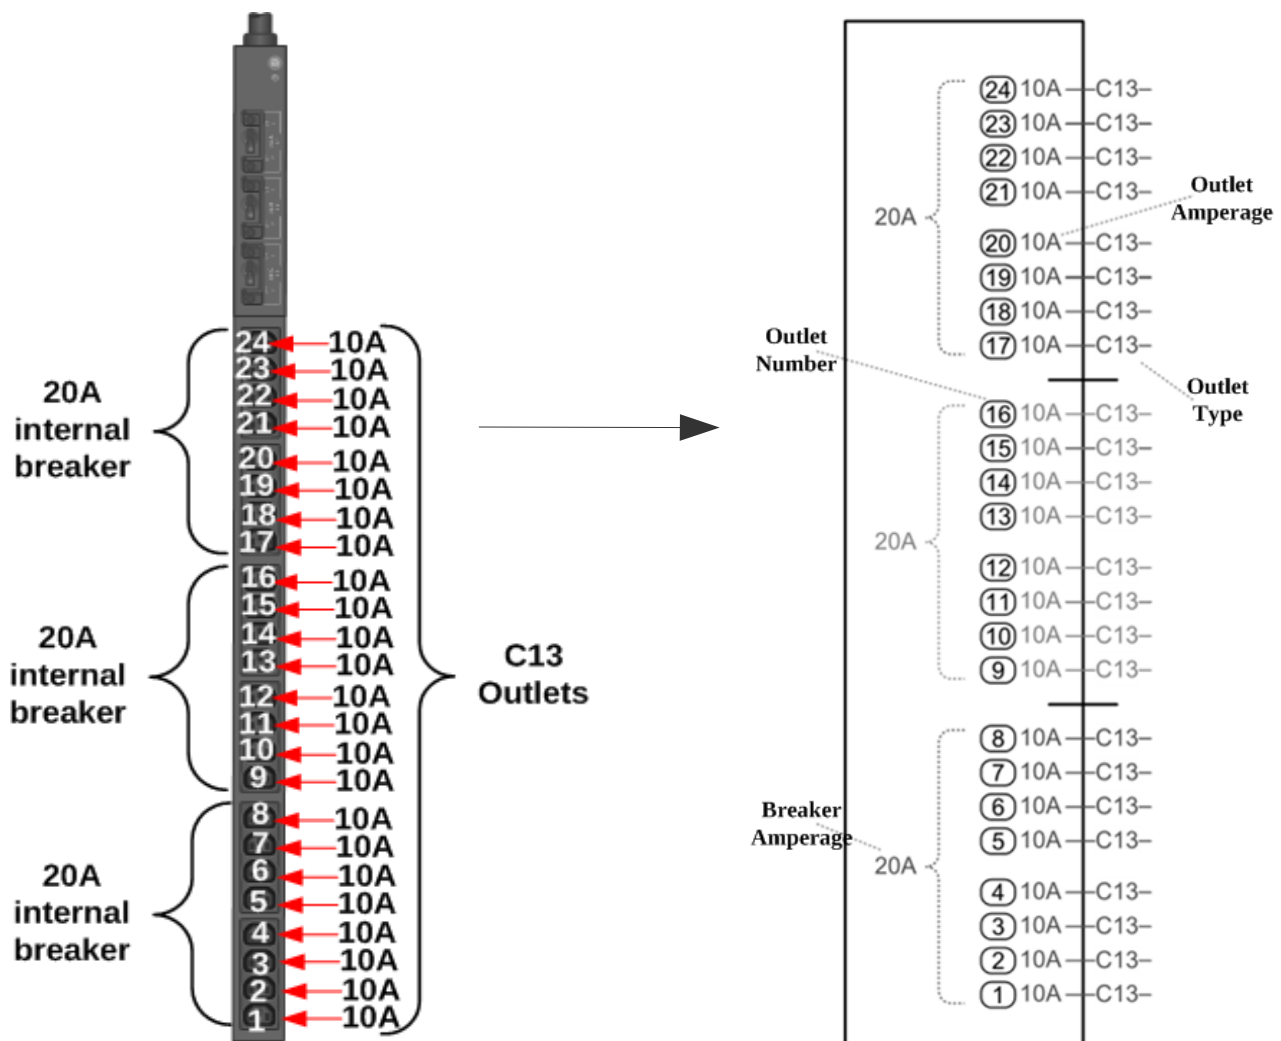 24 10A
23 10A
22 10A
21 10A
20A
internal
breaker
20 10A
19 10A
18 10A
17 10A
16 10A
15 10A
14 10A
13 10A
20A
internal
breaker
12 10A
11 10A
10 10A
9 10A
C13
Outlets
8 10A
7 10A
6 10A
5 10A
20A
internal
breaker
4 10A
3 10A
2 10A
1 10A
24 10A C13
23 10A C13
22 10A C13
21 10A C13
20A
20 10A C13
19 10A C13
18 10A C13
17 10A C13
Outlet
Amperage
Outlet
Number
Outlet
Type
16 10A C13
15 10A C13
14 10A C13
13 10A C13
20A
12 10A C13
11 10A C13
10 10A C13
9 10A C13
8 10A C13
7 10A C13
6 10A C13
5 10A C13
Breaker
Amperage
20A
4 10A C13
3 10A C13
2 10A C13
1 10A C13